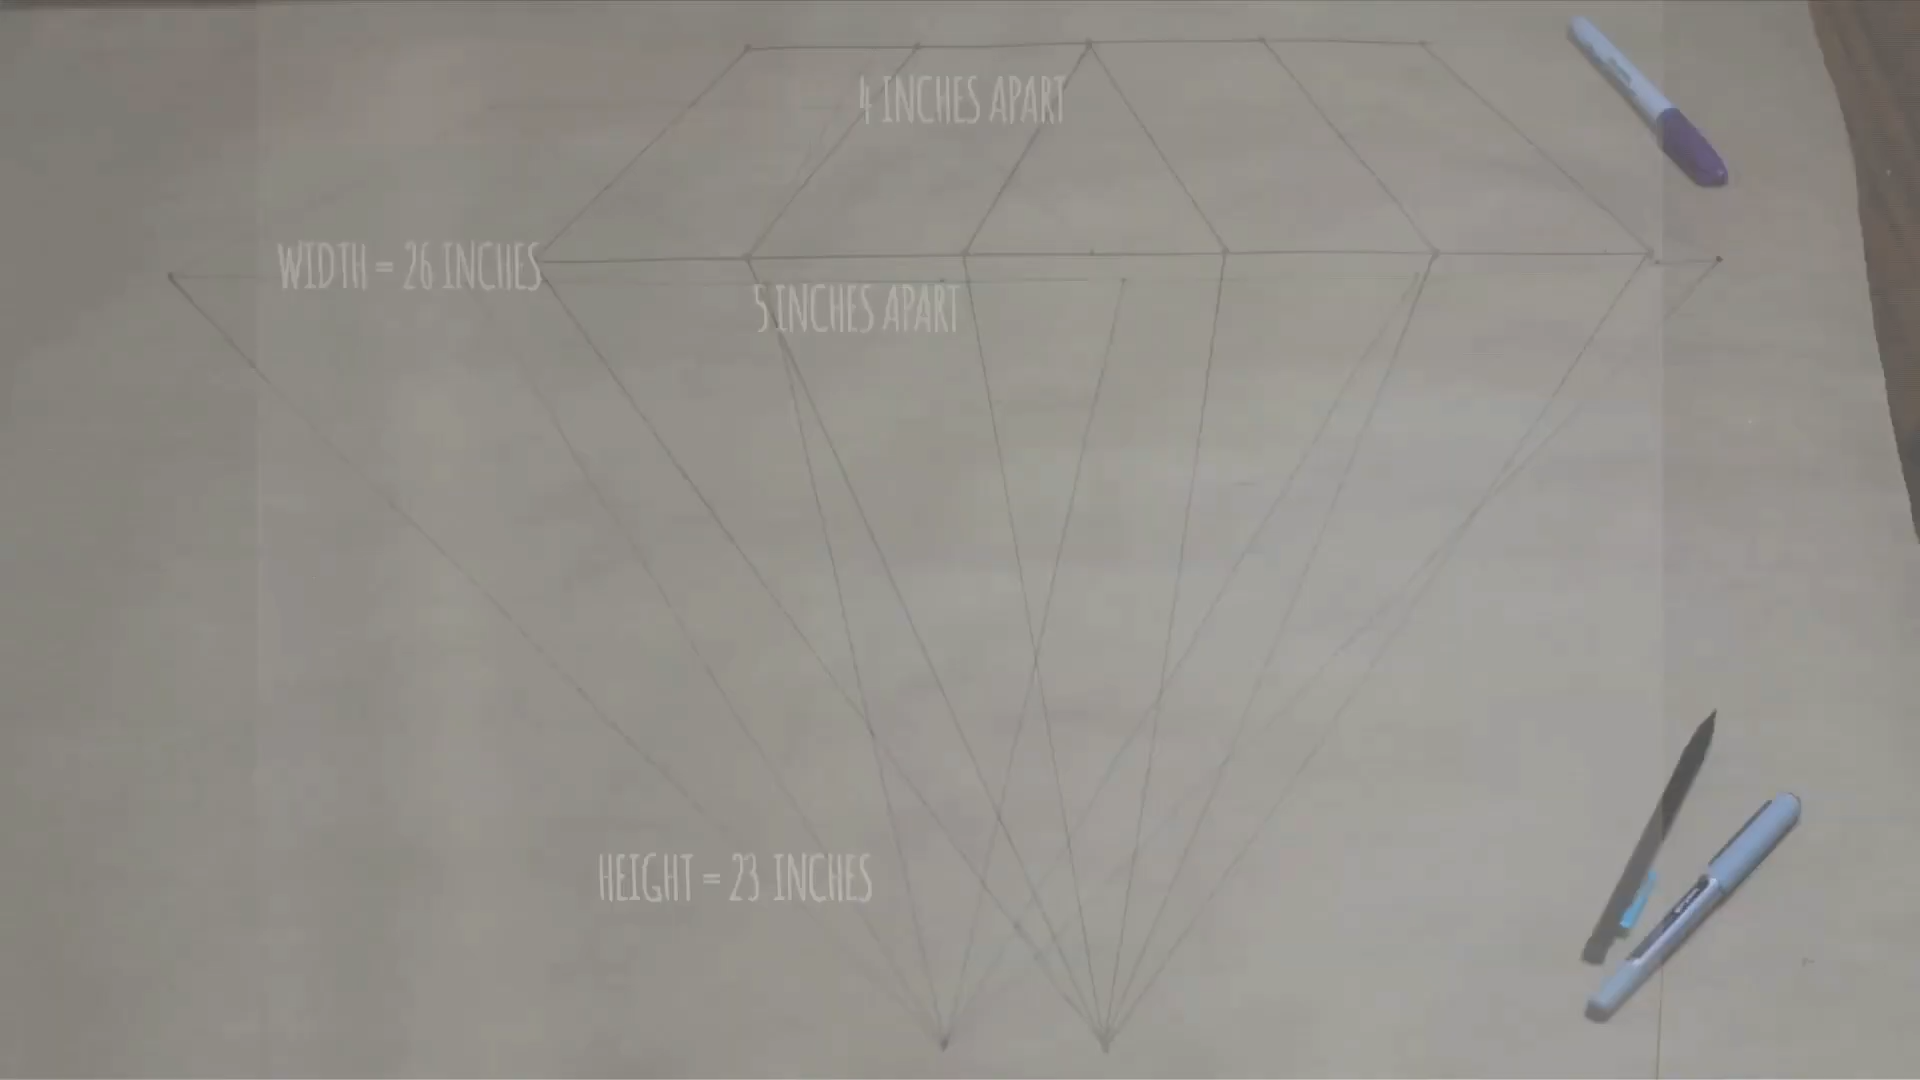 4 INCHES APART
WIDTH = 26 INCHES
5 INCHES APART
HEIGHT = 23 INCHES